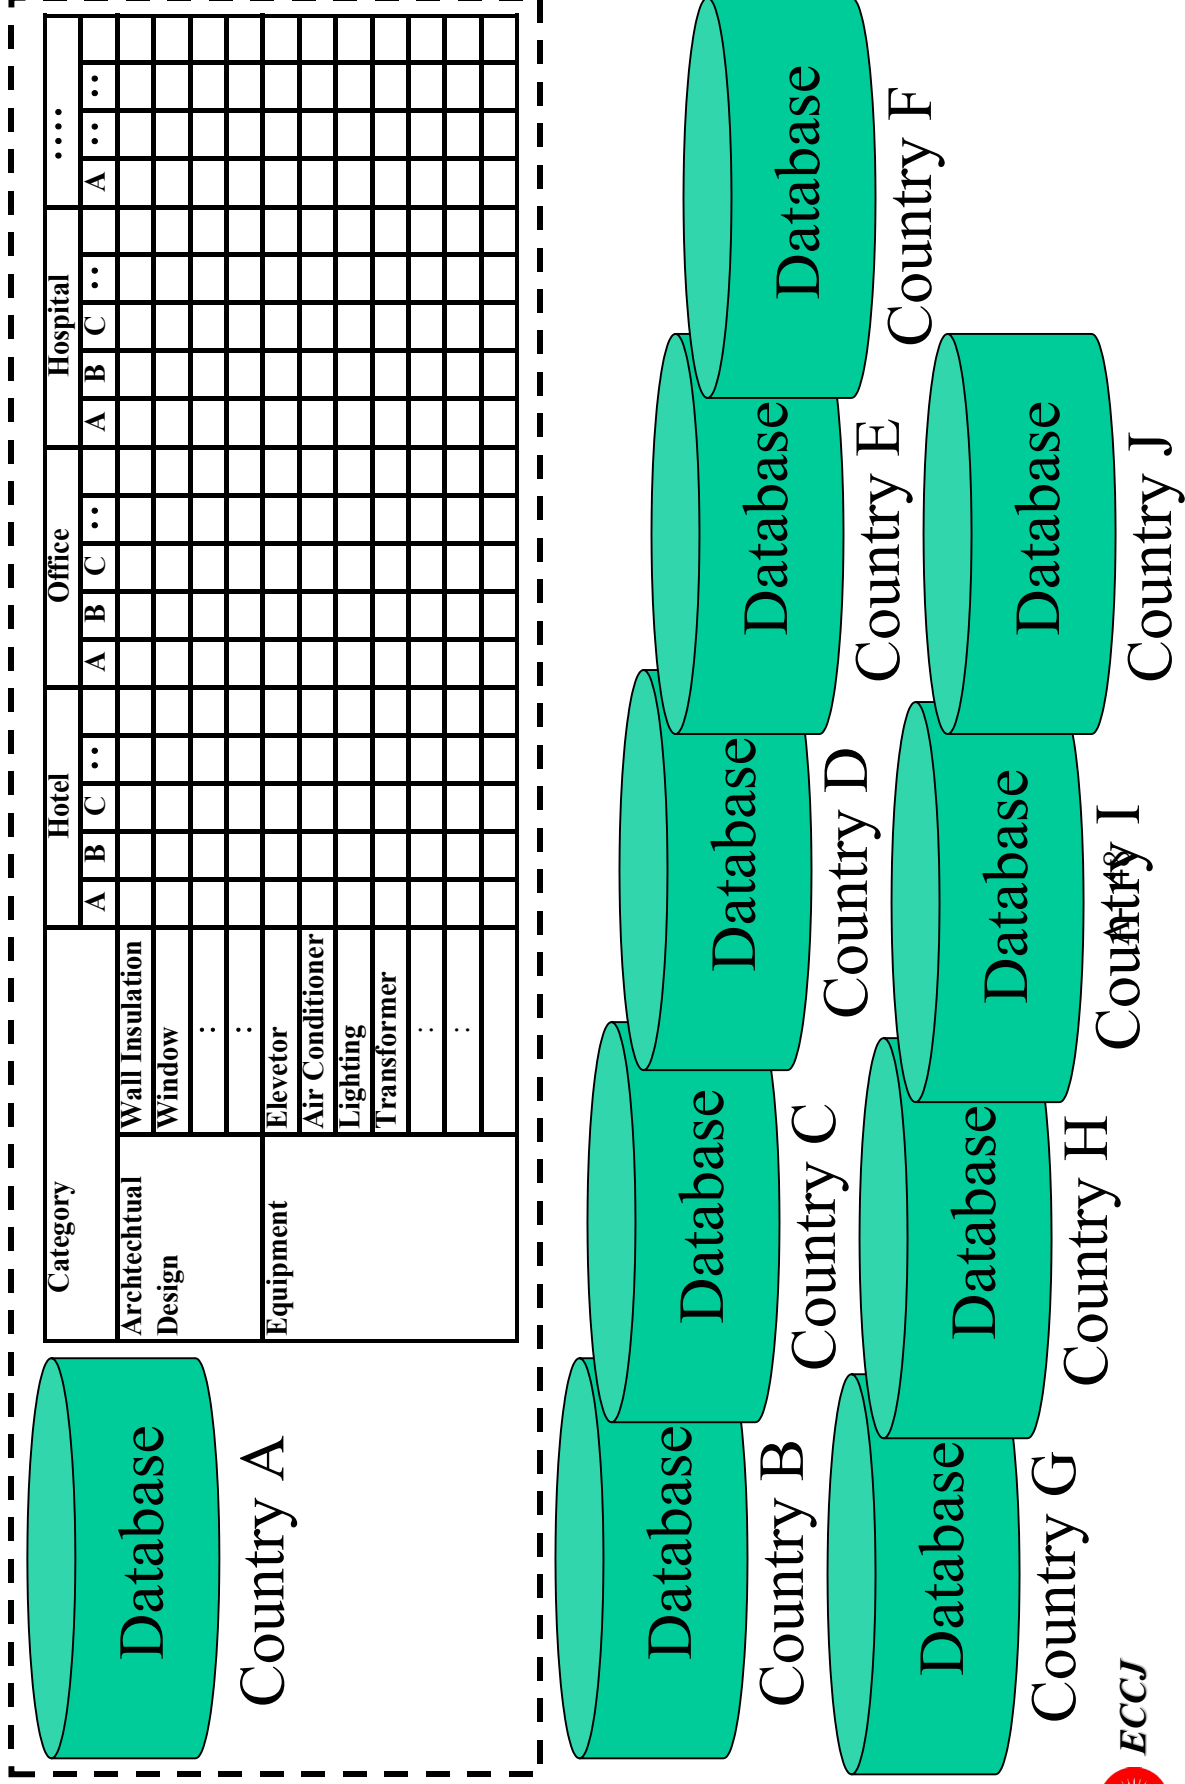 Category Hotel Office Hospital ....
A B C .. A B C .. A B C .. A .. ..
Archtechtual Wall Insulation
Design Window
:
:
Equipment Elevetor
Air Conditioner
Lighting
Transformer
:
:
Database
Country A
Database Database Database Database Database
Country B Country C Country D Country E Country F
Database Database Database Database
Country G Country H Country I Country J
ECCJ